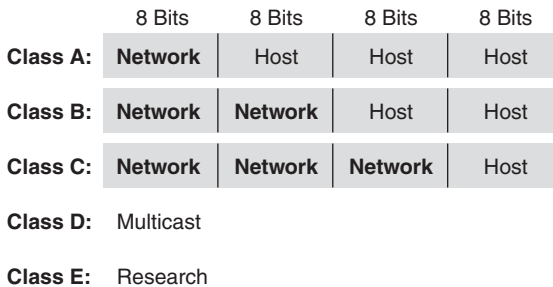 8 Bits 8 Bits 8 Bits 8 Bits
Class A: Network Host Host Host
Class B: Network Network Host Host
Class C: Network Network Network Host
Class D: Multicast
Class E: Research